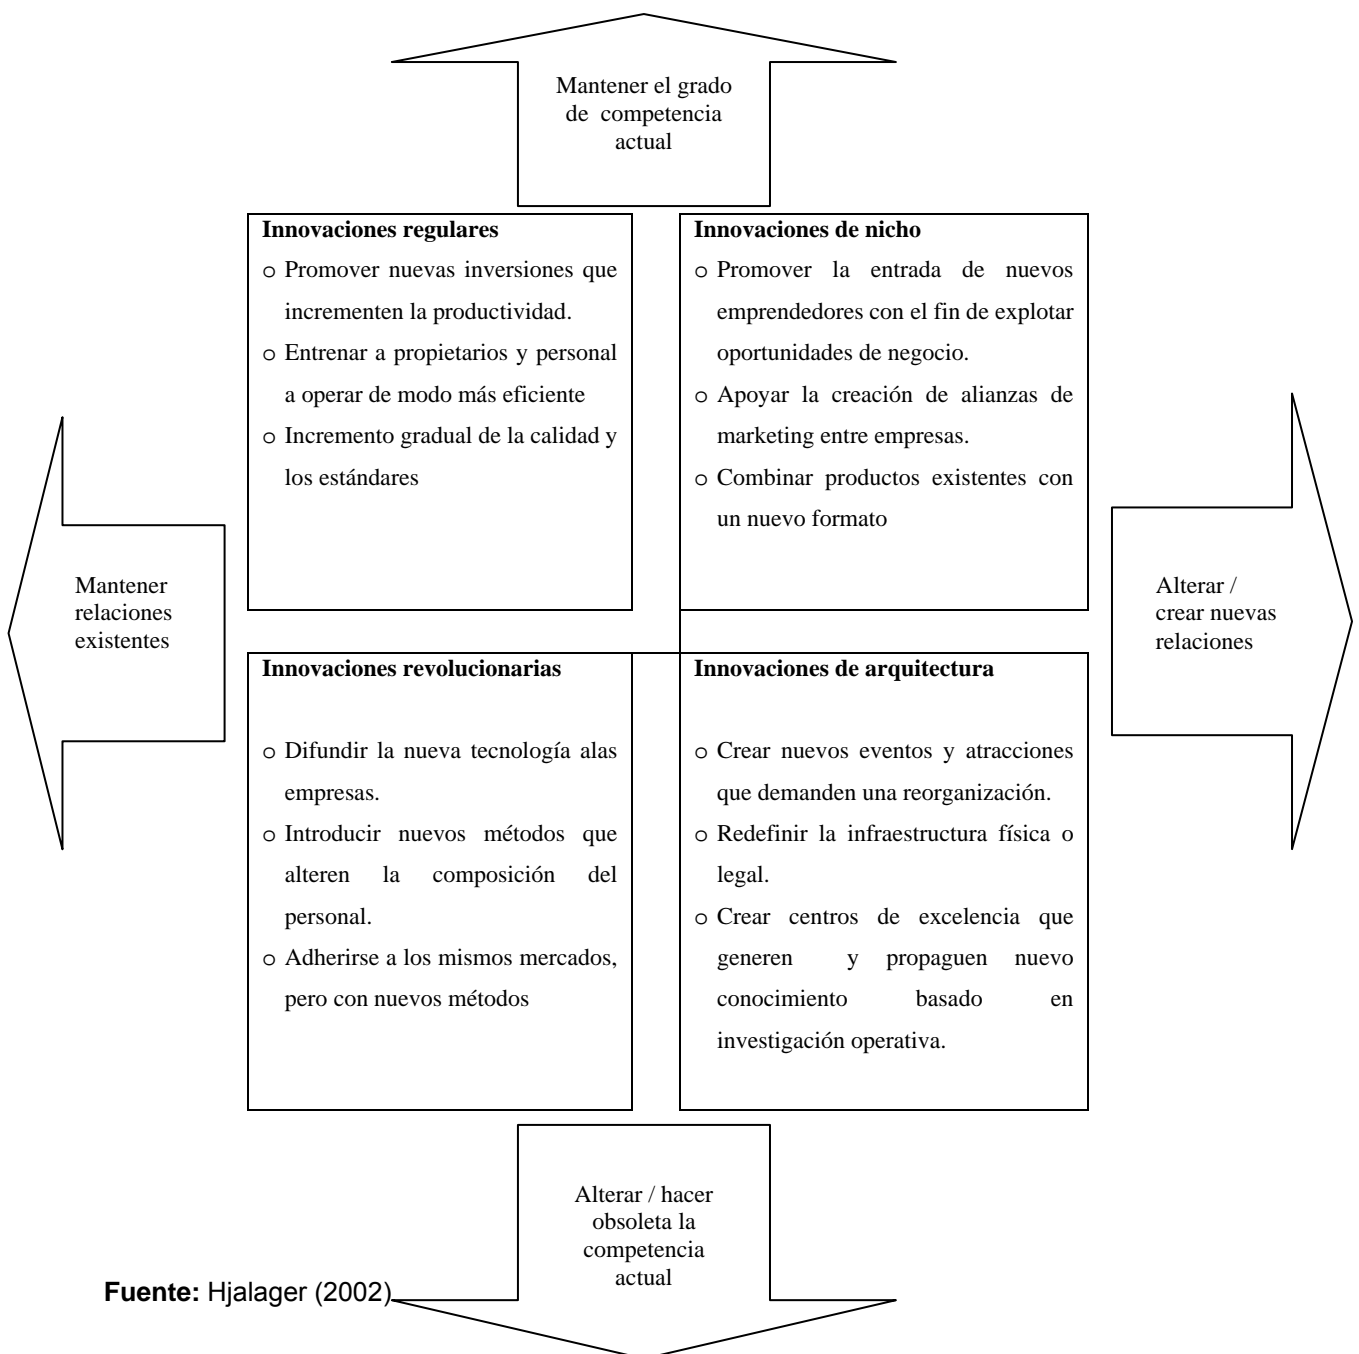 Mantener el grado
de competencia
actual
Innovaciones regulares
o Promover nuevas inversiones que
incrementen la productividad.
o Entrenar a propietarios y personal
a operar de modo más eficiente
o Incremento gradual de la calidad y
los estándares
Innovaciones de nicho
o Promover la entrada de nuevos
emprendedores con el fin de explotar
oportunidades de negocio.
o Apoyar la creación de alianzas de
marketing entre empresas.
o Combinar productos existentes con
un nuevo formato
Mantener
relaciones
existentes
Alterar /
crear nuevas
relaciones
Innovaciones revolucionarias
o Difundir la nueva tecnología alas
empresas.
o Introducir nuevos métodos que
alteren la composición del
personal.
o Adherirse a los mismos mercados,
pero con nuevos métodos
Innovaciones de arquitectura
o Crear nuevos eventos y atracciones
que demanden una reorganización.
o Redefinir la infraestructura física o
legal.
o Crear centros de excelencia que
generen y propaguen nuevo
conocimiento basado en
investigación operativa.
Alterar / hacer
obsoleta la
competencia
actual
Fuente: Hjalager (2002)